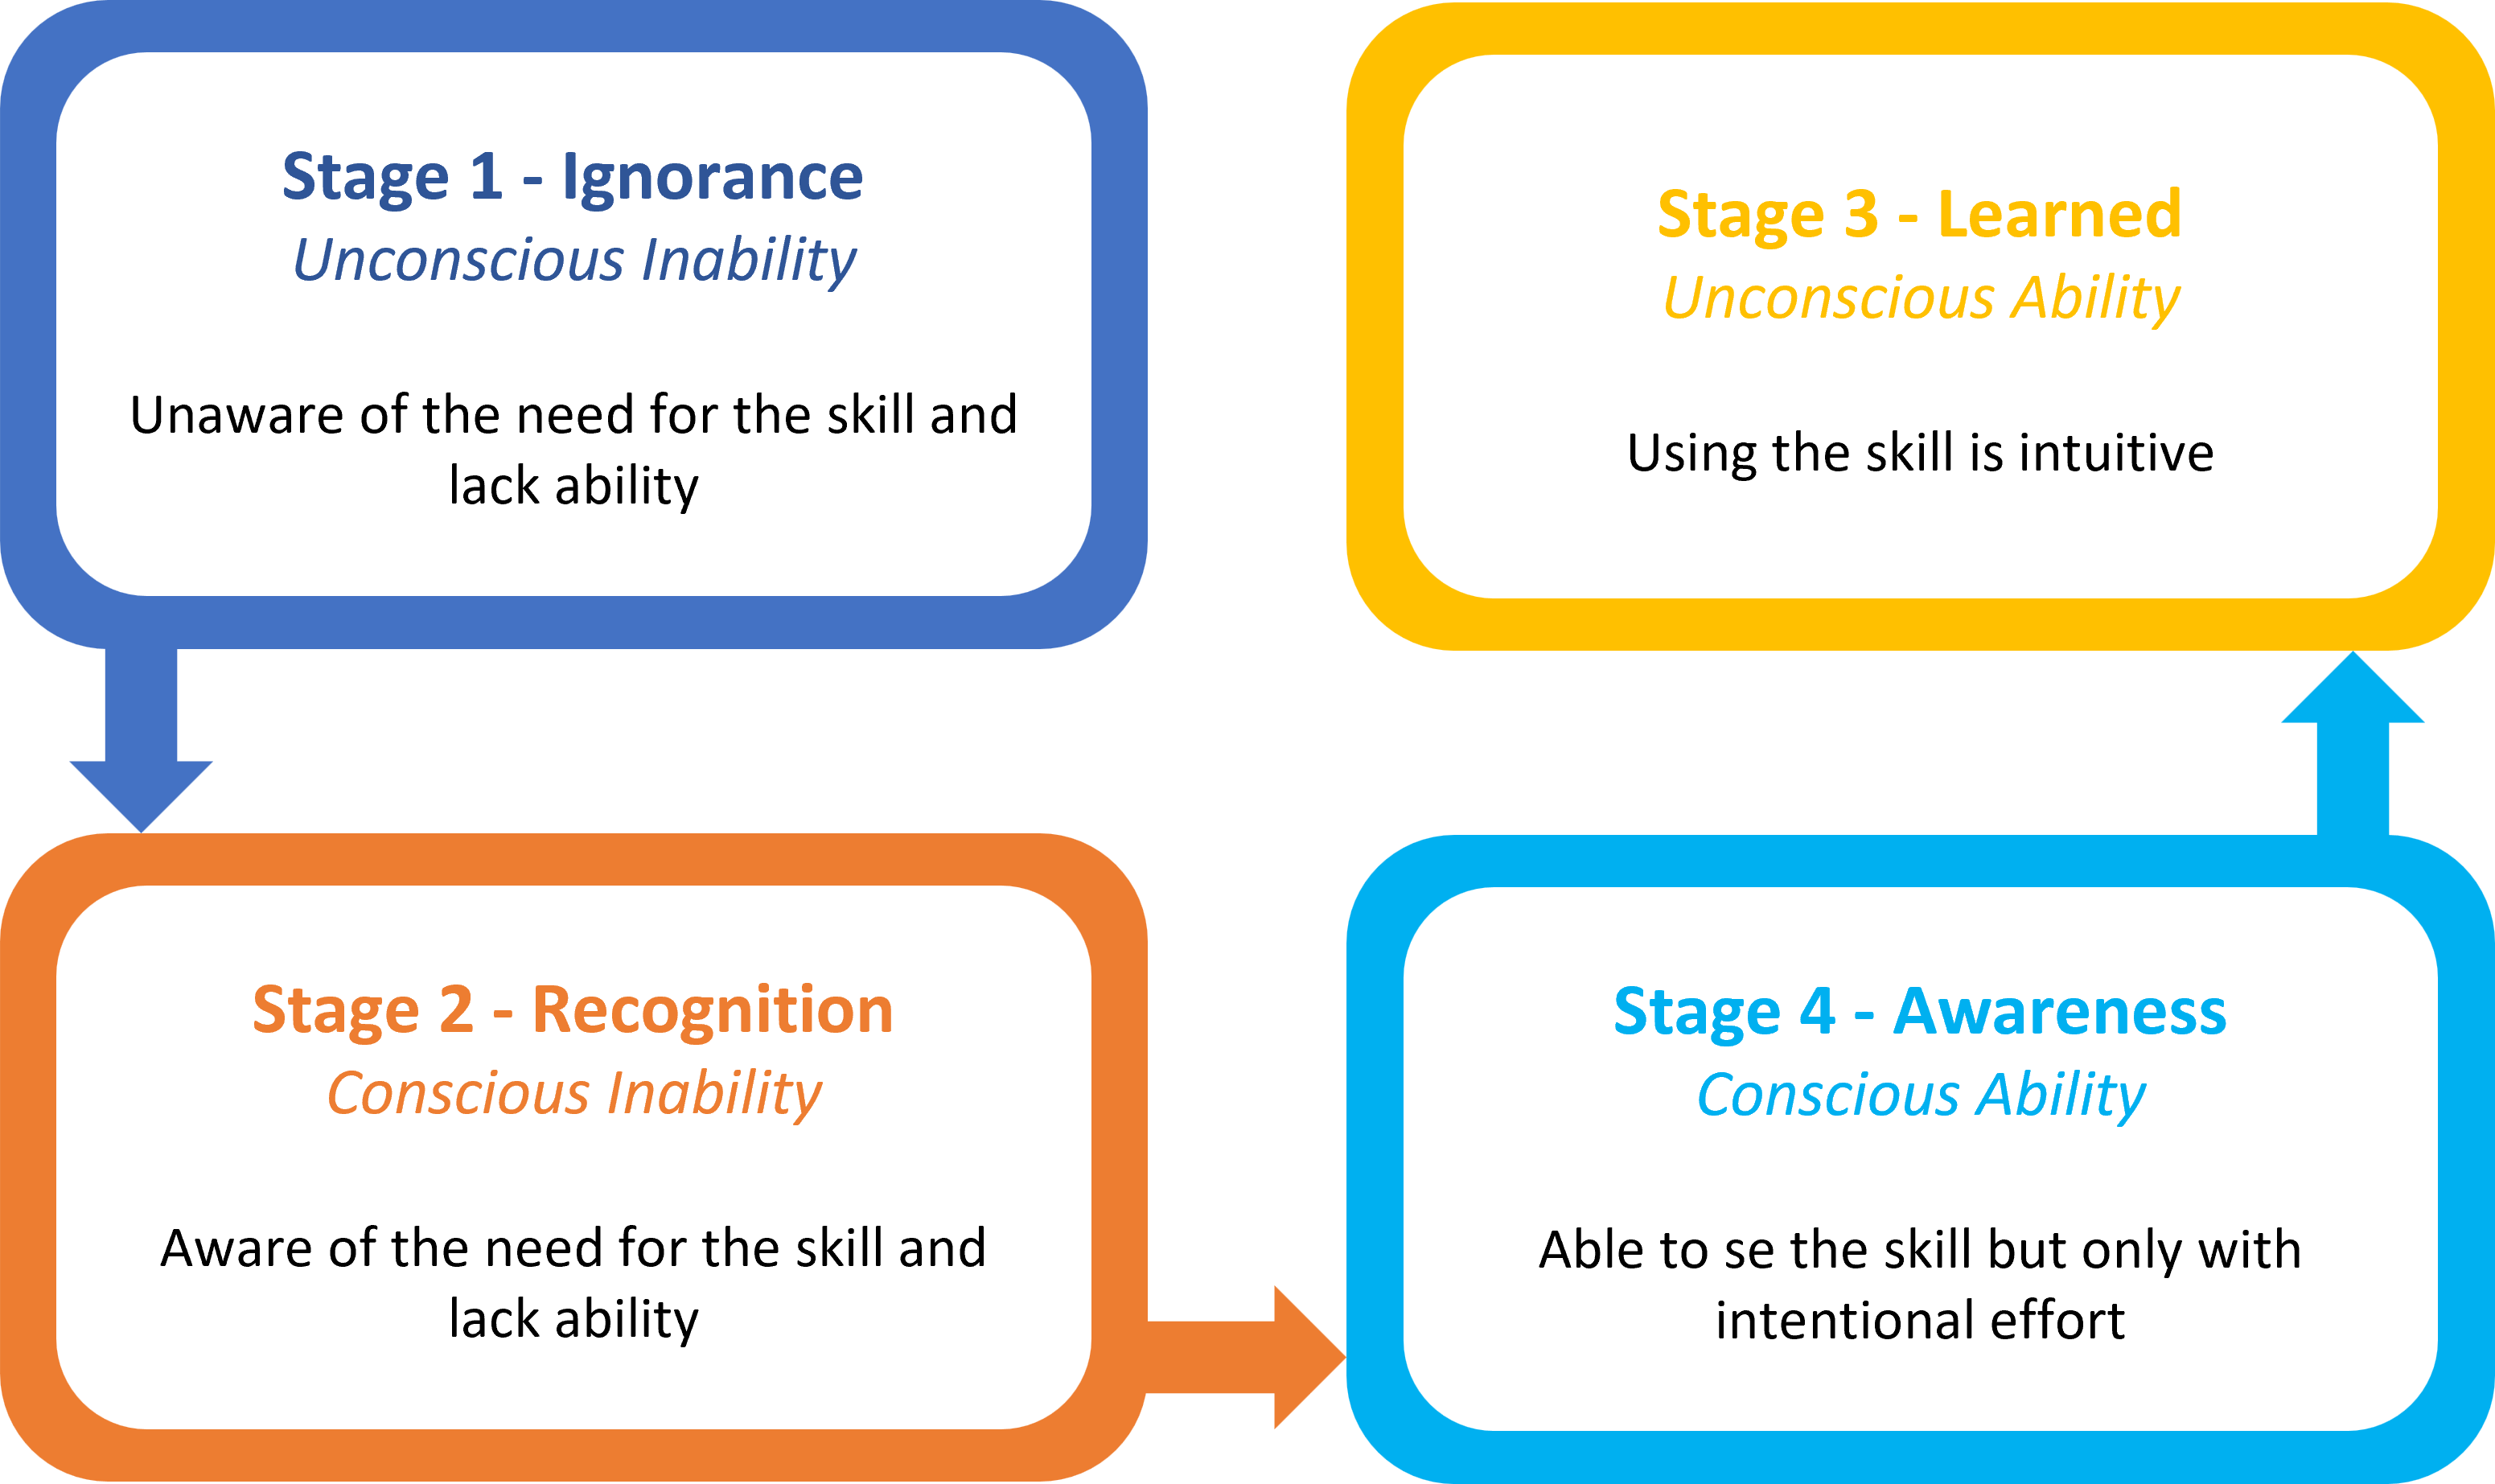 Stage 1 - Ignorance
Unconscious Inability
Unaware of the need for the skill and
lack ability
Stage 3 - Learned
Unconscious Ability
Using the skill is intuitive
Stage 2 - Recognition
Conscious Inability
Aware of the need for the skill and
lack ability
Stage 4 - Awareness
Conscious Ability
Able to se the skill but only with
intentional effort